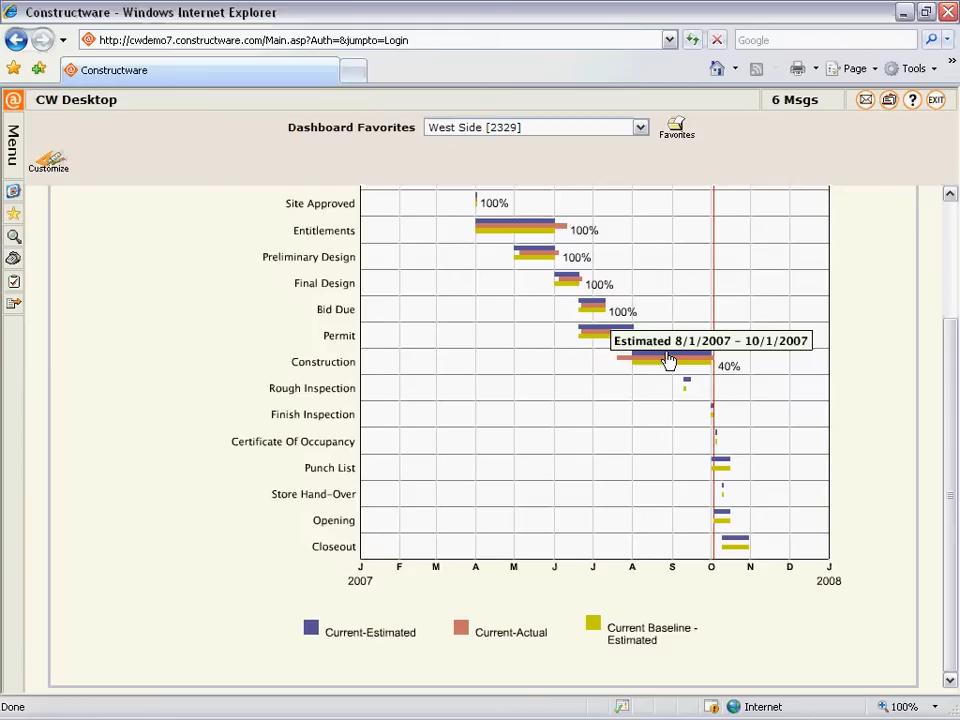 Constructware - Windows Internet Explorer
http://cwdemo7.constructware.com/Main.asp?Auth=&jumpto=Login
Google
Constructware
Page
Tools
CW Desktop
6 Msgs
EXIT
Menu
Dashboard Favorites
West Side [2329]
Favorites
Customize
Site Approved
100%
Entitlements
100%
Preliminary Design
100%
Final Design
100%
Bid Due
100%
Permit
Estimated 8/1/2007 - 10/1/2007
Construction
40%
Rough Inspection
Finish Inspection
Certificate Of Occupancy
Punch List
Store Hand-Over
Opening
Closeout
J F M A M J J A S O N D J
2007 2008
Current-Estimated
Current-Actual
Current Baseline -
Estimated
Done
Internet
100%